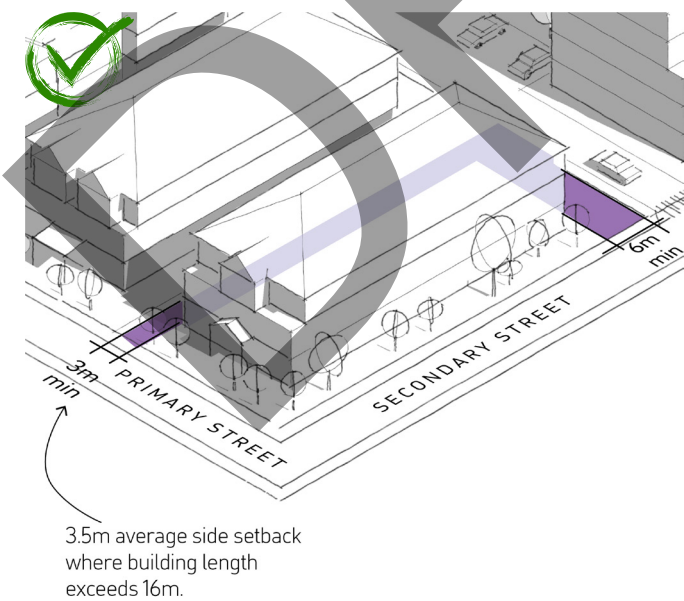 6m
min
SECONDARY STREET
3m
min
PRIMARY STREET
3.5m average side setback
where building length
exceeds 16m.